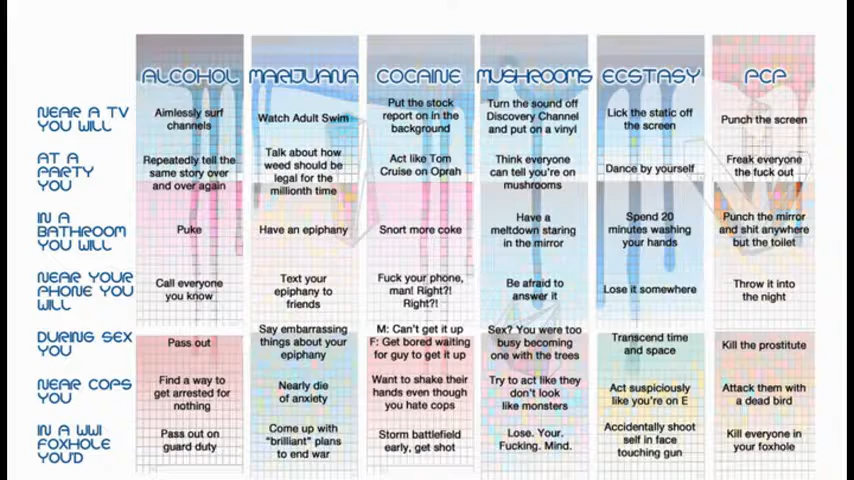 ALCOHOL MARIJUANA COCAINE MUSHROOMS ECSTASY PCP
NEAR A TV
YOU WILL
Aimlessly surf
channels
Watch Adult Swim
Put the stock
report on in the
background
Turn the sound off
Discovery Channel
and put on a vinyl
Lick the static off
the screen
Punch the screen
AT A
PARTY
YOU
Repeatedly tell the
same story over
and over again
Talk about how
weed should be
legal for the
millionth time
Act like Tom
Cruise on Oprah
Think everyone
can tell you're on
mushrooms
Dance by yourself
Freak everyone
the fuck out
IN A
BATHROOM
YOU WILL
Puke
Have an epiphany
Snort more coke
Have a
meltdown staring
in the mirror
Spend 20
minutes washing
your hands
Punch the mirror
and shit anywhere
but the toilet
NEAR YOUR
PHONE YOU
WILL
Call everyone
you know
Text your
epiphany to
friends
Fuck your phone,
man! Right?!
Right?!
Be afraid to
answer it
Lose it somewhere
Throw it into
the night
DURING SEX
YOU
Pass out
Say embarrassing
things about your
epiphany
M: Can't get it up
F: Get bored waiting
for guy to get it up
Sex? You were too
busy becoming
one with the trees
Transcend time
and space
Kill the prostitute
NEAR COPS
YOU
Find a way to
get arrested for
nothing
Nearly die
of anxiety
Want to shake their
hands even though
you hate cops
Try to act like they
don't look
like monsters
Act suspiciously
like you're on E
Attack them with
a dead bird
IN A WWI
FOXHOLE
YOU'D
Pass out on
guard duty
Come up with
"brilliant" plans
to end war
Storm battlefield
early, get shot
Lose. Your.
Fucking. Mind.
Accidentally shoot
self in face
touching gun
Kill everyone in
your foxhole